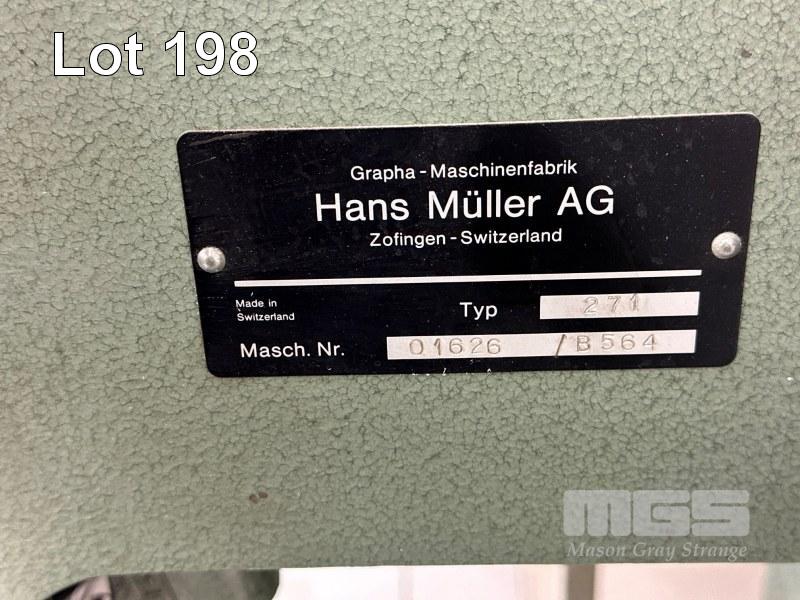 Lot 198
Grapha - Maschinenfabrik
Hans Müller AG
Zofingen - Switzerland
Made in
Switzerland
Typ 271
Masch. Nr. 01626 /B564
MGS
Mason Gray Strange